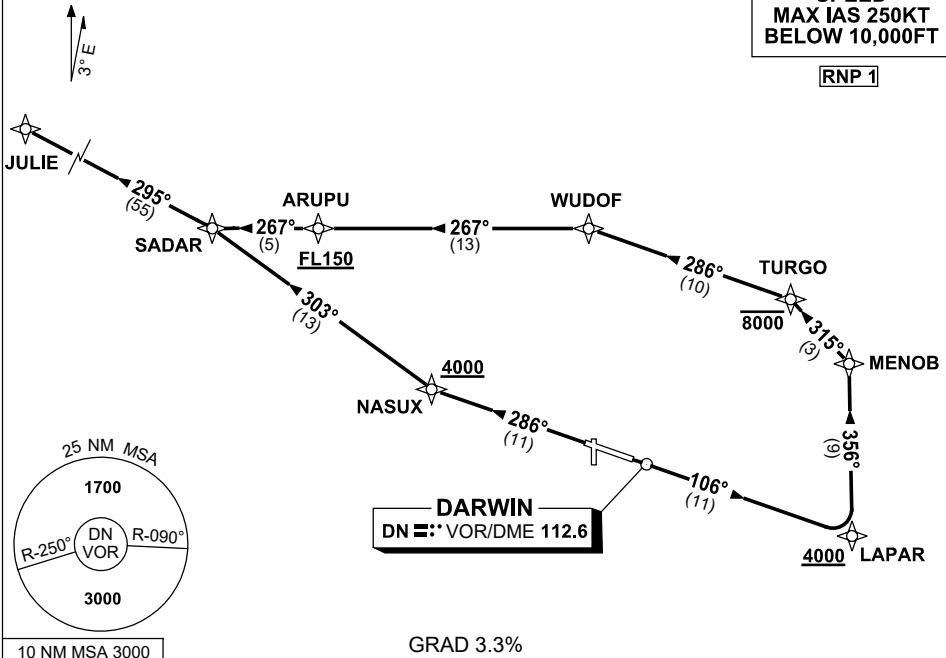 SPEED
MAX IAS 250KT
BELOW 10,000FT
RNP 1
3° E
JULIE
295°
(55)
SADAR
ARUPU
267°
(5)
FL150
267°
(13)
WUDOF
286°
(10)
TURGO
8000
315°
(3)
MENOB
303°
(13)
4000
NASUX
286°
(11)
356°
(9)
106°
(11)
DARWIN
DN VOR/DME 112.6
4000 LAPAR
25 NM MSA
1700
R-250° DN VOR R-090°
3000
10 NM MSA 3000
GRAD 3.3%